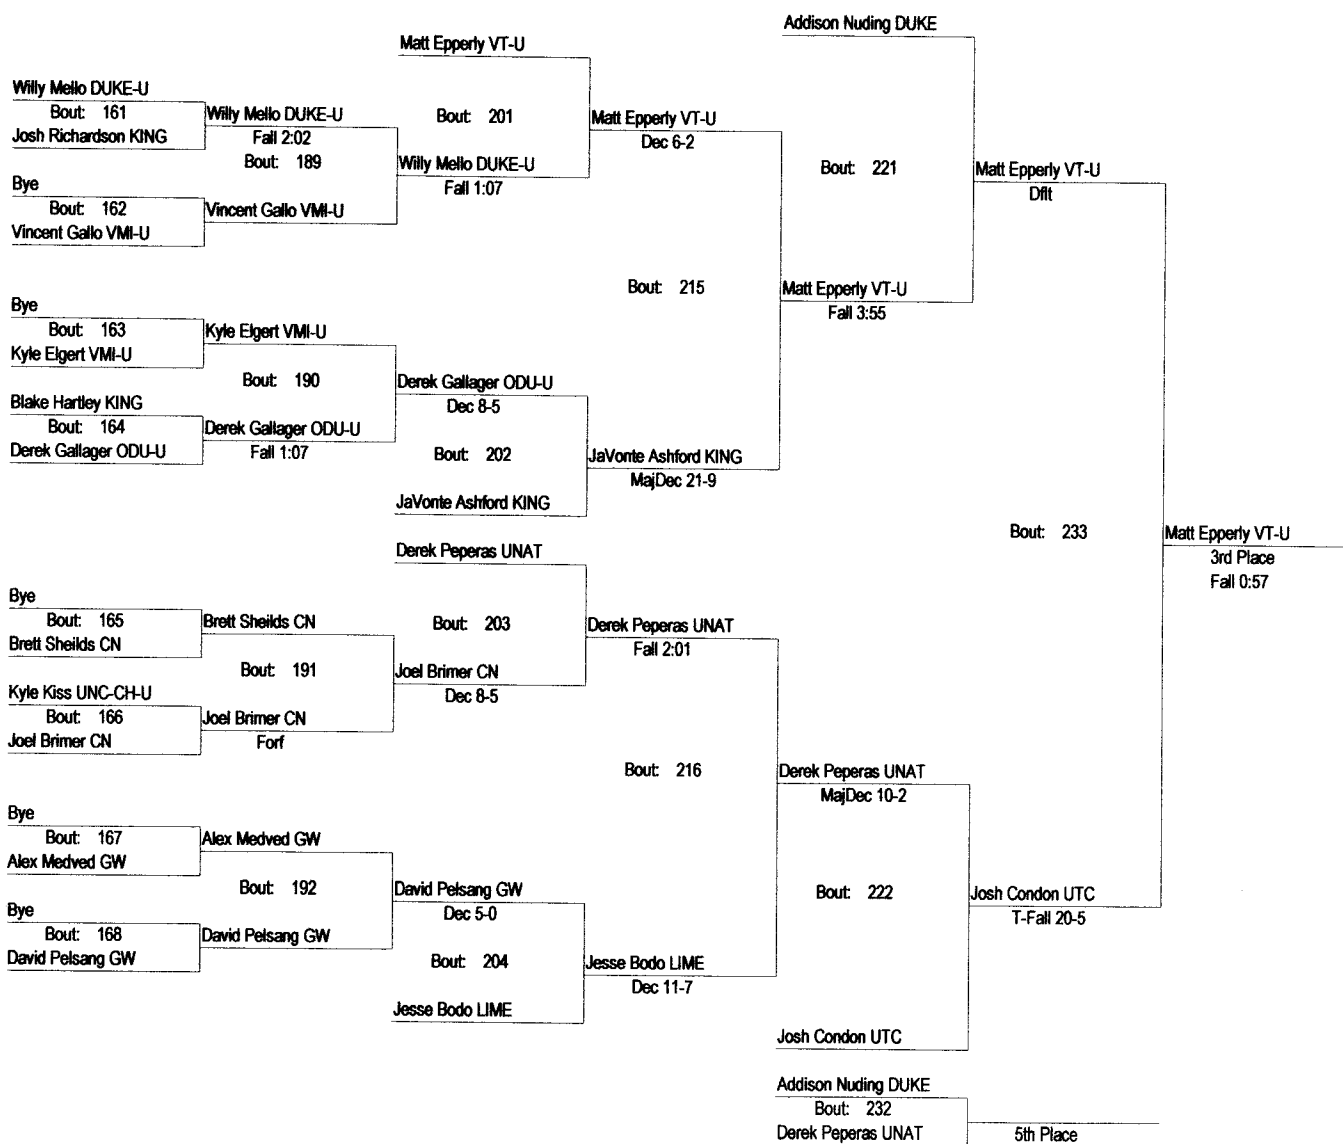 Addison Nuding DUKE
Matt Epperly VT-U
Willy Mello DUKE-U
Bout: 161
Josh Richardson KING
Willy Mello DUKE-U
Fall 2:02
Bout: 189
Bout: 201
Matt Epperly VT-U
Dec 6-2
Willy Mello DUKE-U
Fall 1:07
Bout: 221
Matt Epperly VT-U
Dflt
Bye
Bout: 162
Vincent Gallo VMI-U
Vincent Gallo VMI-U
Bout: 215
Matt Epperly VT-U
Fall 3:55
Bye
Bout: 163
Kyle Elgert VMI-U
Kyle Elgert VMI-U
Bout: 190
Derek Gallager ODU-U
Dec 8-5
Blake Hartley KING
Bout: 164
Derek Gallager ODU-U
Derek Gallager ODU-U
Fall 1:07
Bout: 202
JaVonte Ashford KING
MajDec 21-9
JaVonte Ashford KING
Bout: 233
Matt Epperly VT-U
3rd Place
Fall 0:57
Derek Peperas UNAT
Bye
Bout: 165
Brett Sheilds CN
Brett Sheilds CN
Bout: 203
Derek Peperas UNAT
Fall 2:01
Bout: 191
Joel Brimer CN
Dec 8-5
Kyle Kiss UNC-CH-U
Bout: 166
Joel Brimer CN
Joel Brimer CN
Forf
Bout: 216
Derek Peperas UNAT
MajDec 10-2
Bye
Bout: 167
Alex Medved GW
Alex Medved GW
Bout: 192
David Pelsang GW
Dec 5-0
Bout: 222
Josh Condon UTC
T-Fall 20-5
Bye
Bout: 168
David Pelsang GW
David Pelsang GW
Bout: 204
Jesse Bodo LIME
Dec 11-7
Jesse Bodo LIME
Josh Condon UTC
Addison Nuding DUKE
Bout: 232
Derek Peperas UNAT
5th Place